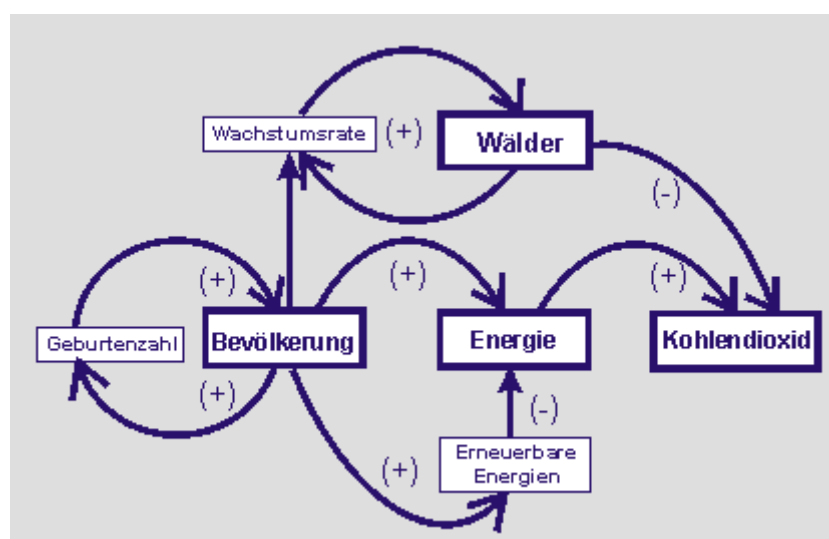 Wachstumsrate
(+)
Wälder
(-)
(+)
(+)
(+)
Geburtenzahl
Bevölkerung
Energie
Kohlendioxid
(+)
(-)
(+)
Erneuerbare
Energien